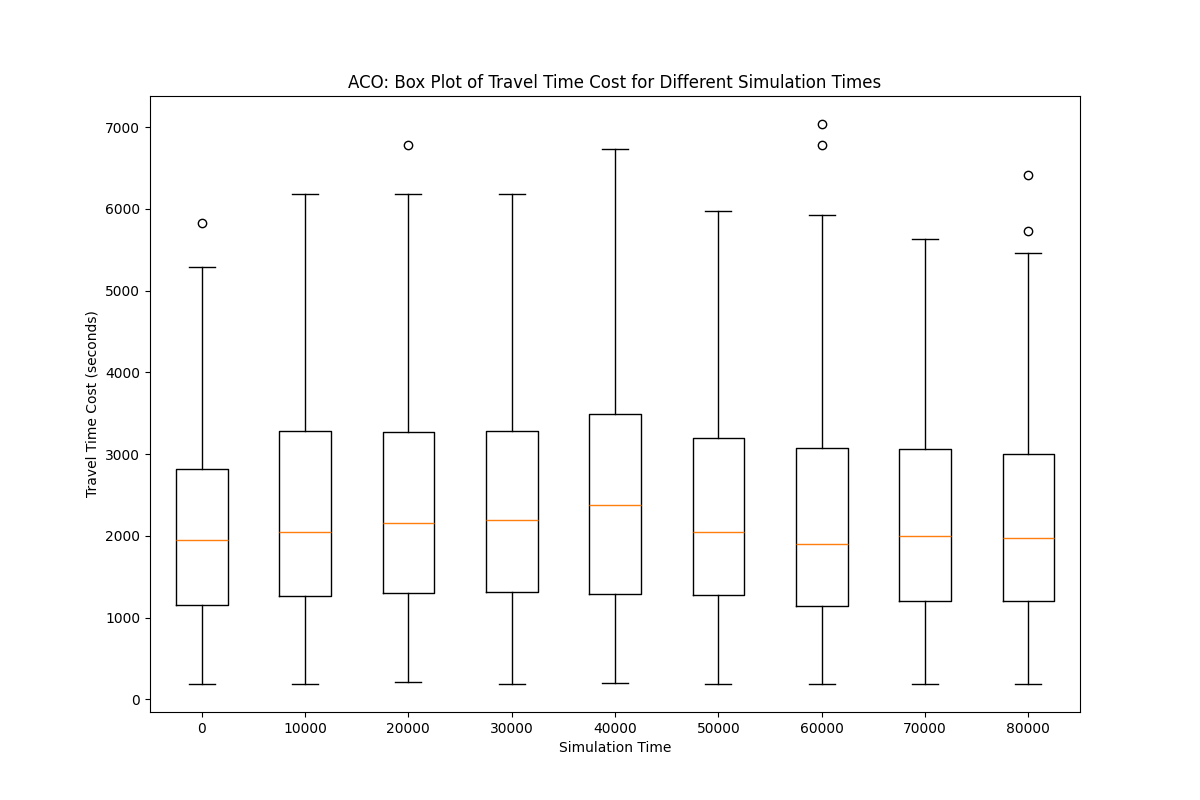 ACO: Box Plot of Travel Time Cost for Different Simulation Times
7000
6000
5000
4000
3000
2000
1000
0
Travel Time Cost (seconds)
0 10000 20000 30000 40000 50000 60000 70000 80000
Simulation Time